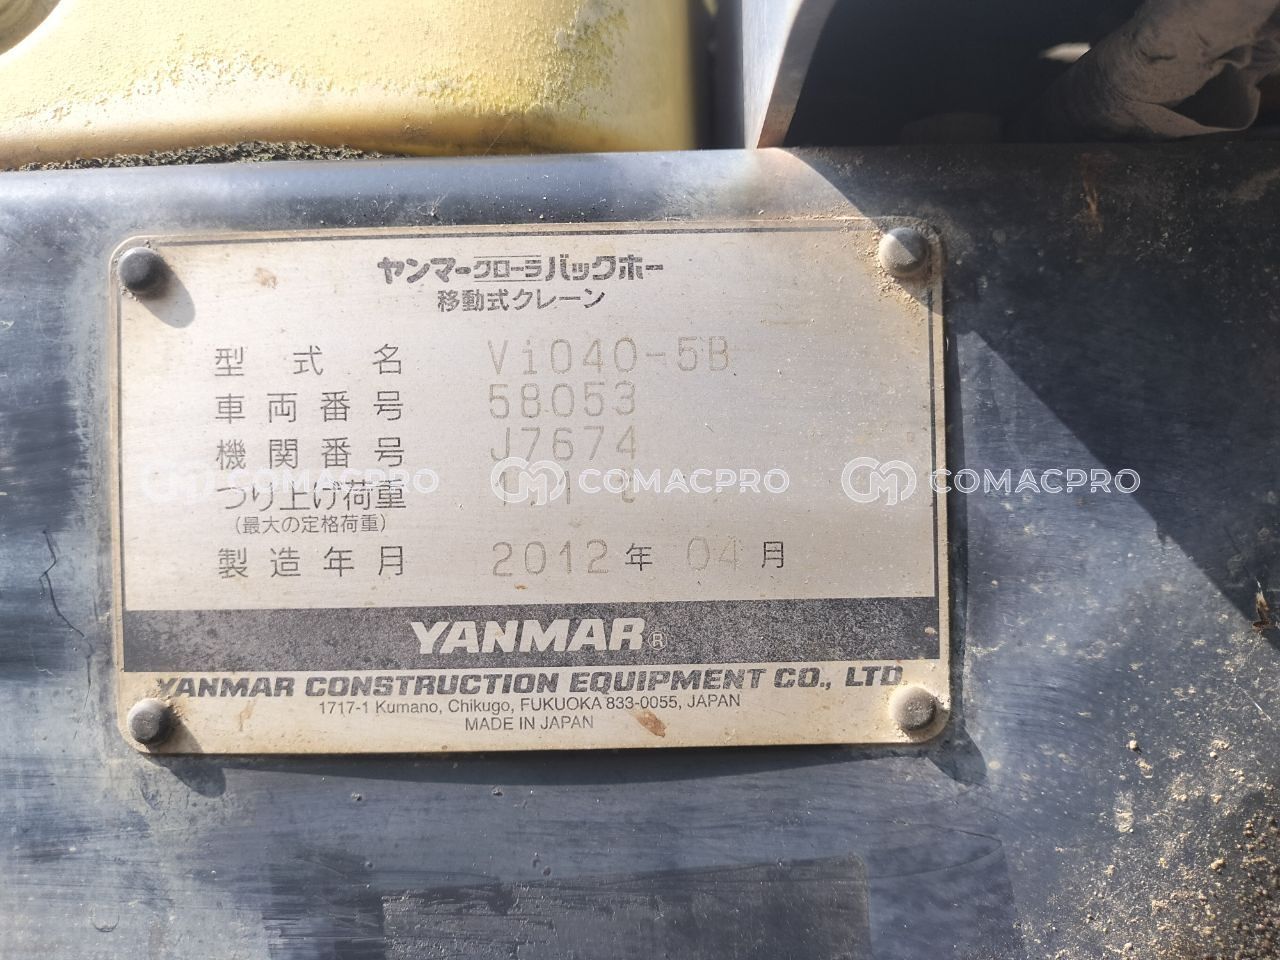 ヤンマークローラバックホー
移動式クレーン
型式名 ViO40-5B
車両番号 58053
機関番号 J7674
つり上げ荷重
(最大の定格荷重)
製造年月 2012年 04月
YANMAR®
YANMAR CONSTRUCTION EQUIPMENT CO., LTD.
1717-1 Kumano, Chikugo, FUKUOKA 833-0055, JAPAN
MADE IN JAPAN
COMACPRO COMACPRO COMACPRO